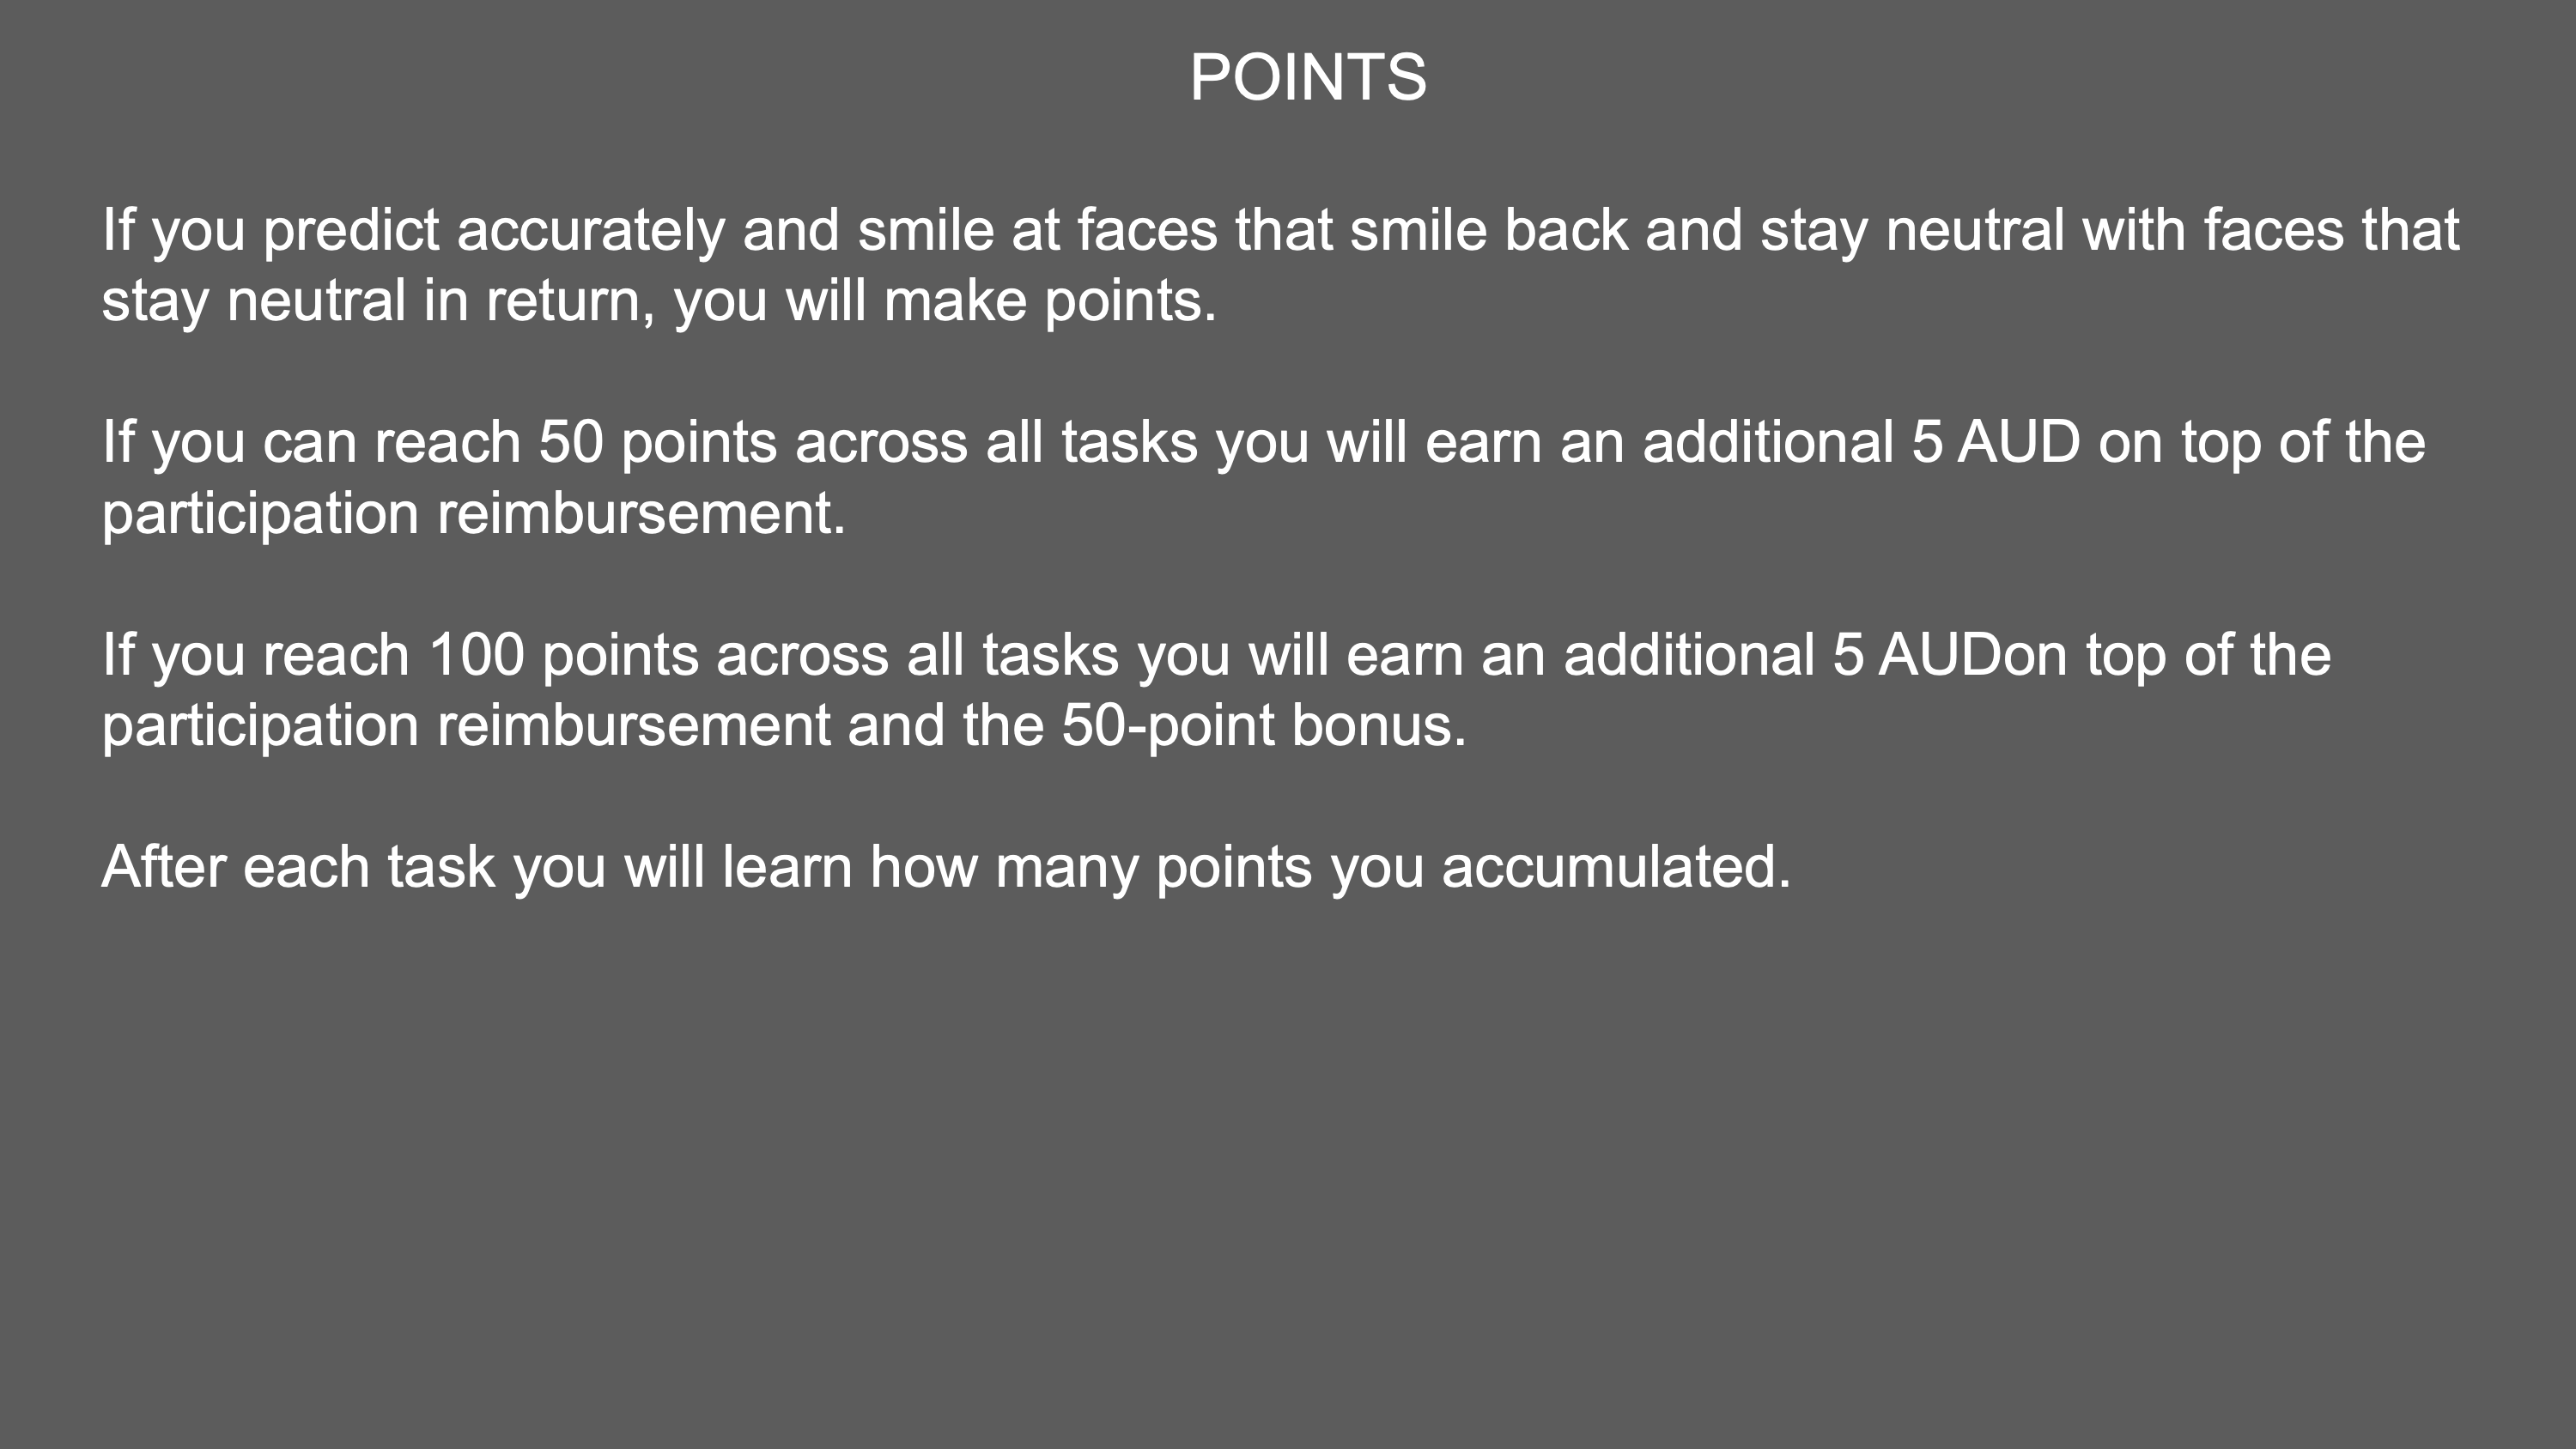 POINTS
If you predict accurately and smile at faces that smile back and stay neutral with faces that
stay neutral in return, you will make points.
If you can reach 50 points across all tasks you will earn an additional 5 AUD on top of the
participation reimbursement.
If you reach 100 points across all tasks you will earn an additional 5 AUDon top of the
participation reimbursement and the 50-point bonus.
After each task you will learn how many points you accumulated.